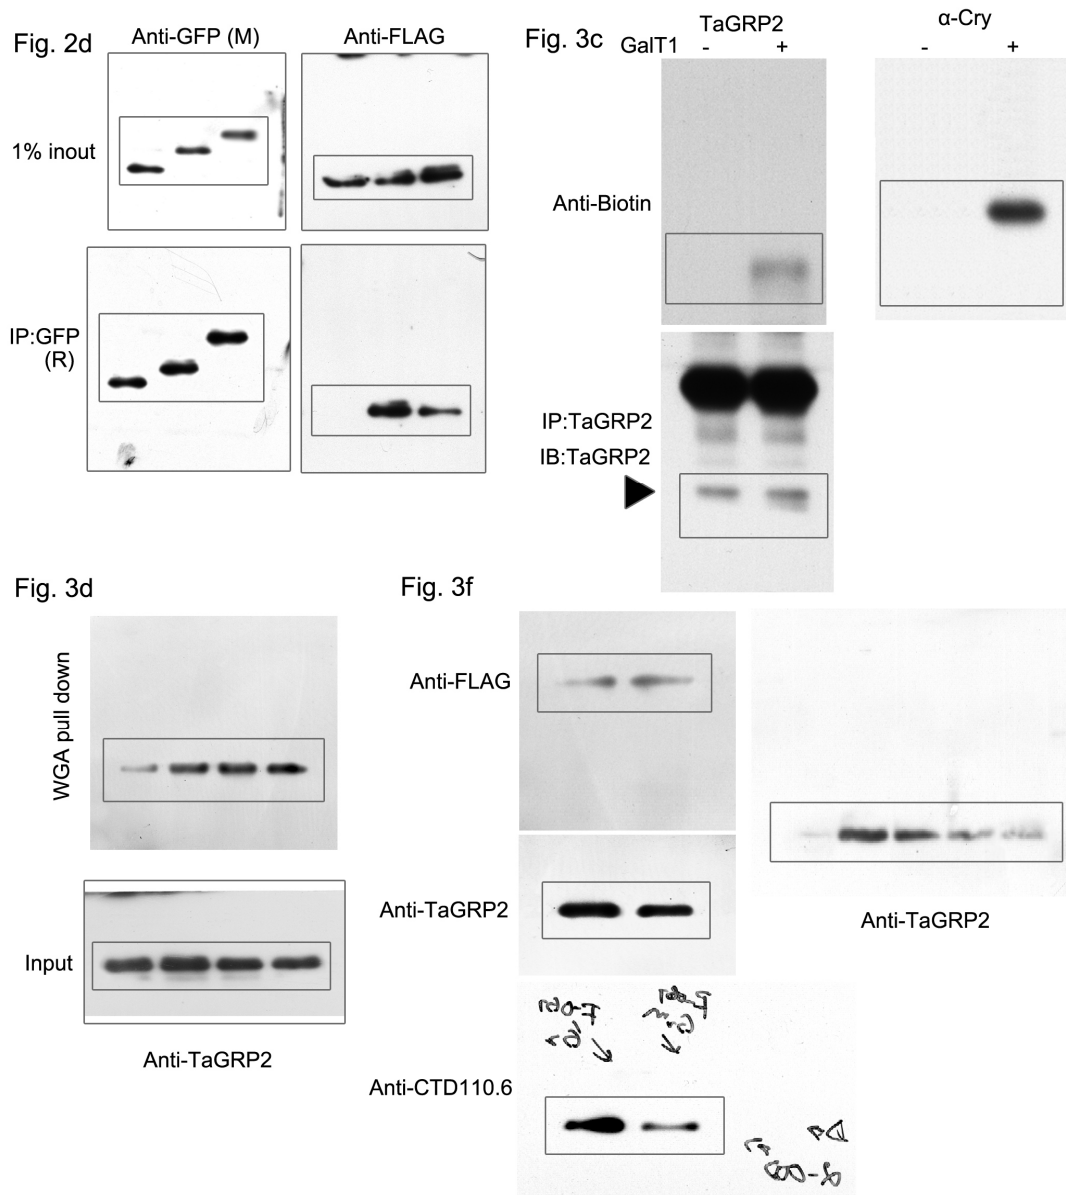 Fig. 2d
Anti-GFP (M)
Anti-FLAG
1% inout
IP:GFP
(R)
Fig. 3c
TaGRP2
α-Cry
GalT1
-
+
-
+
Anti-Biotin
IP:TaGRP2
IB:TaGRP2
Fig. 3d
WGA pull down
Input
Anti-TaGRP2
Fig. 3f
Anti-FLAG
Anti-TaGRP2
Anti-CTD110.6
Anti-TaGRP2